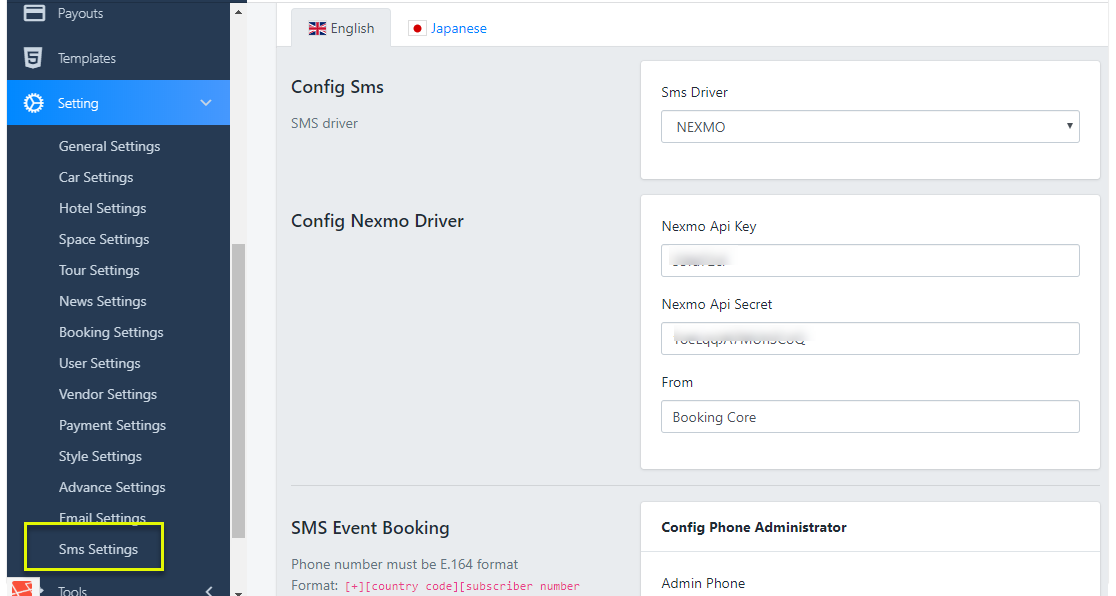 Payouts
Templates
Setting
General Settings
Car Settings
Hotel Settings
Space Settings
Tour Settings
News Settings
Booking Settings
User Settings
Vendor Settings
Payment Settings
Style Settings
Advance Settings
Email Settings
Sms Settings
Tools
English
Japanese
Config Sms
SMS driver
Sms Driver
NEXMO
Config Nexmo Driver
Nexmo Api Key
Nexmo Api Secret
From
Booking Core
SMS Event Booking
Phone number must be E.164 format
Format: [+][country code][subscriber number
Config Phone Administrator
Admin Phone